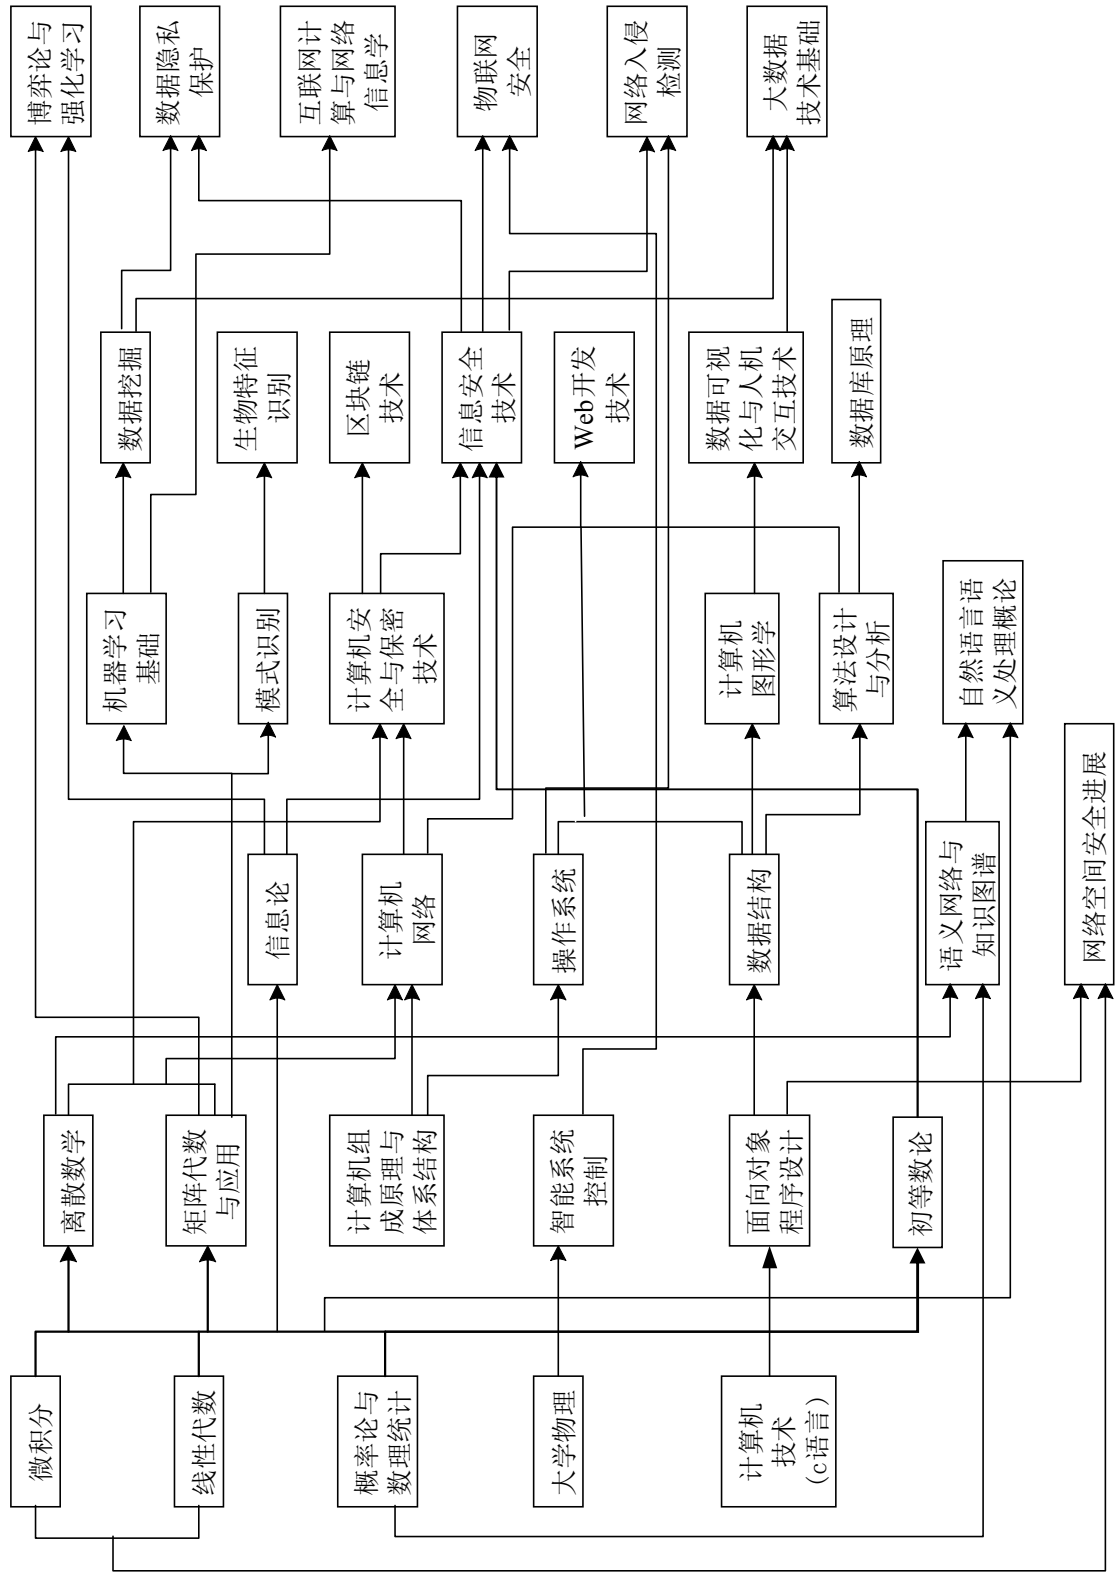 微积分
线性代数
概率论与
数理统计
大学物理
计算机
技术
(c语言)
离散数学
矩阵代数
与应用
计算机组
成原理与
体系结构
智能系统
控制
面向对象
程序设计
初等数论
信息论
计算机
网络
操作系统
数据结构
语义网络与
知识图谱
网络空间安全进展
机器学习
基础
模式识别
计算机安
全与保密
技术
计算机
图形学
算法设计
与分析
自然语言语
义处理概论
数据挖掘
生物特征
识别
区块链
技术
信息安全
技术
Web开发
技术
数据可视
化与人机
交互技术
数据库原理
博弈论与
强化学习
数据隐私
保护
互联网计
算与网络
信息学
物联网
安全
网络入侵
检测
大数据
技术基础